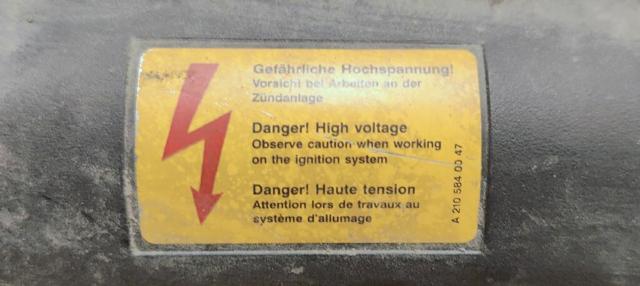 Gefährliche Hochspannung!
Vorsicht bei Arbeiten an der
Zündanlage
Danger! High voltage
Observe caution when working
on the ignition system
Danger! Haute tension
Attention lors de travaux au
système d'allumage
A 210 584 00 47